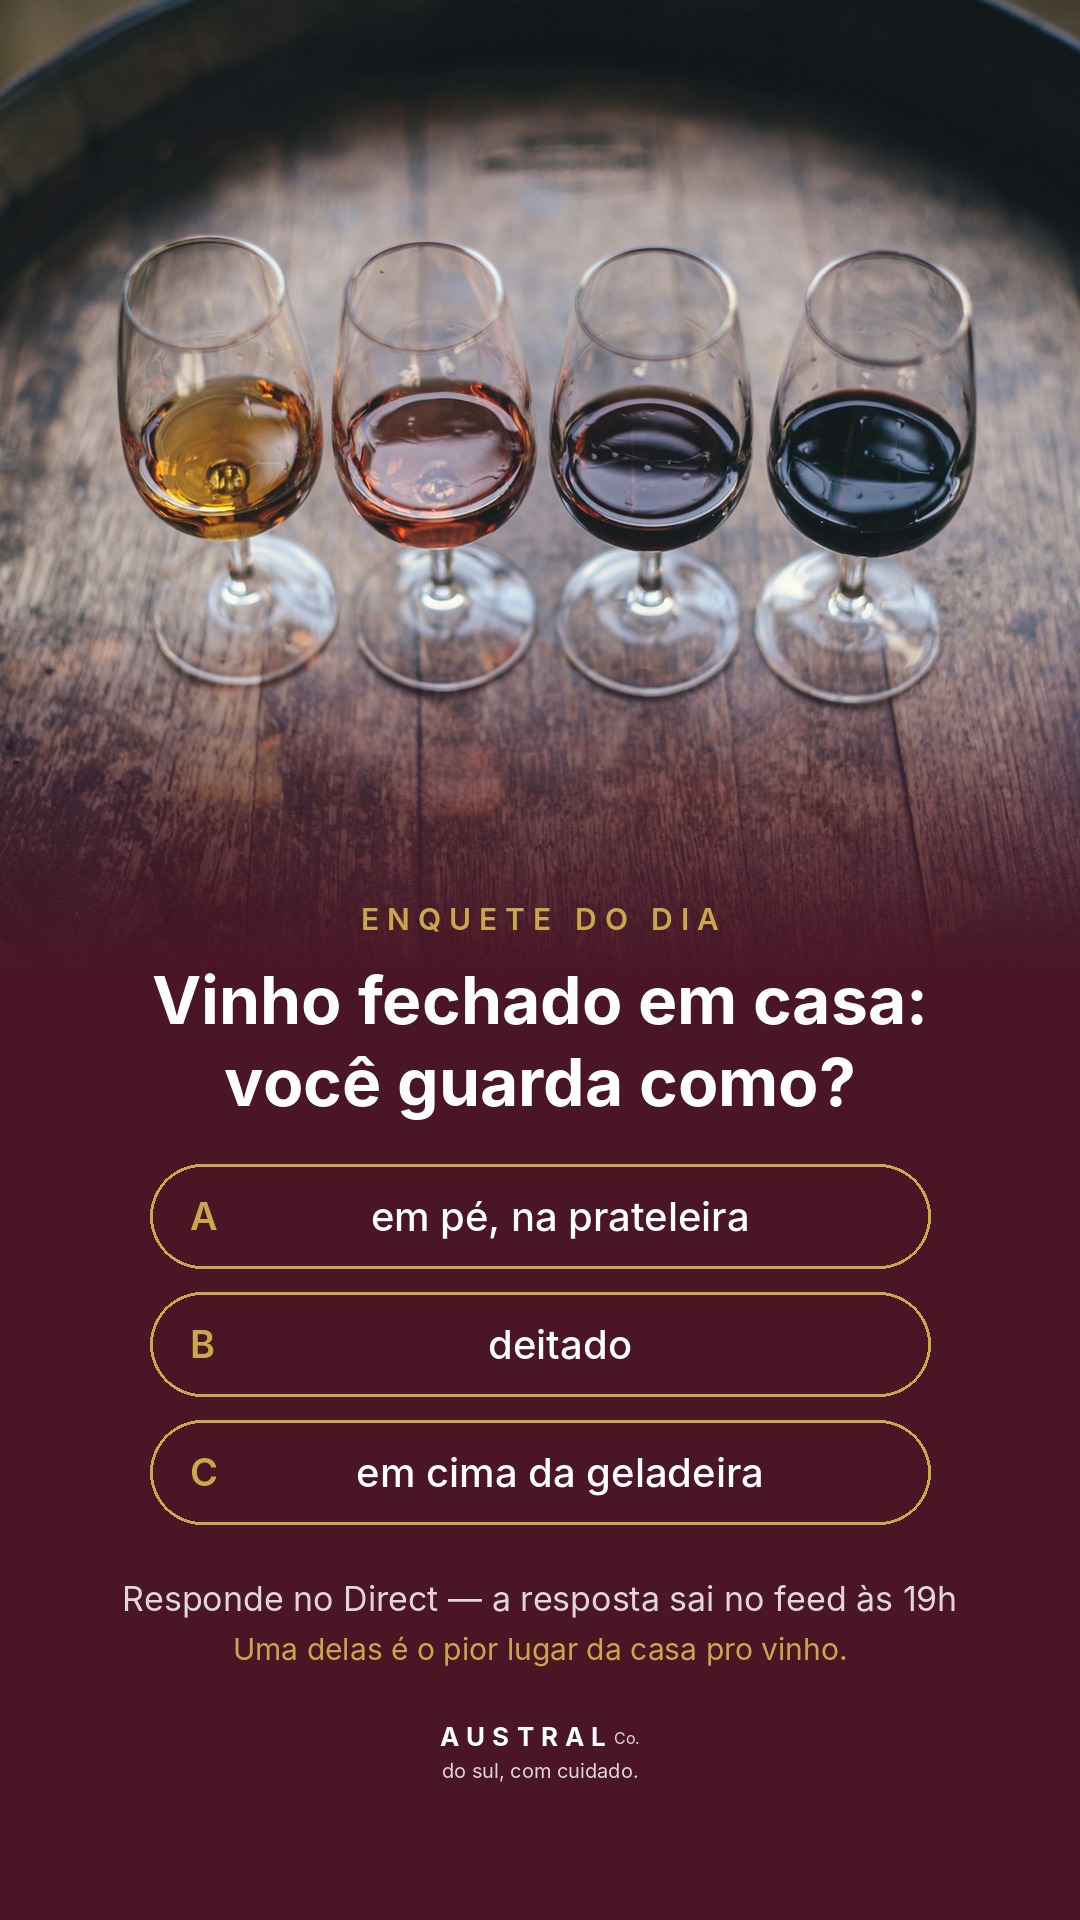 ENQUETE DO DIA
Vinho fechado em casa:
você guarda como?
A em pé, na prateleira
B deitado
C em cima da geladeira
Responde no Direct — a resposta sai no feed às 19h
Uma delas é o pior lugar da casa pro vinho.
AUSTRAL Co.
do sul, com cuidado.